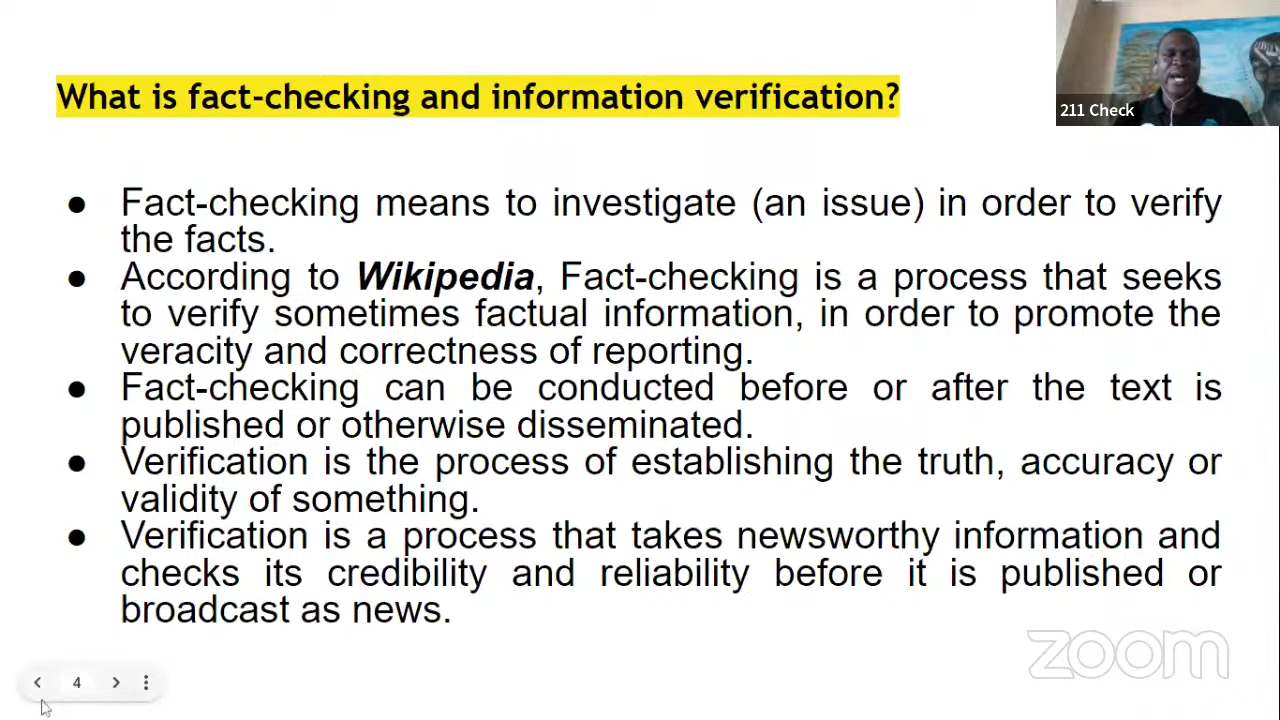 What is fact-checking and information verification?
211 Check
● Fact-checking means to investigate (an issue) in order to verify
the facts.
● According to Wikipedia, Fact-checking is a process that seeks
to verify sometimes factual information, in order to promote the
veracity and correctness of reporting.
● Fact-checking can be conducted before or after the text is
published or otherwise disseminated.
● Verification is the process of establishing the truth, accuracy or
validity of something.
● Verification is a process that takes newsworthy information and
checks its credibility and reliability before it is published or
broadcast as news.
zoom
4